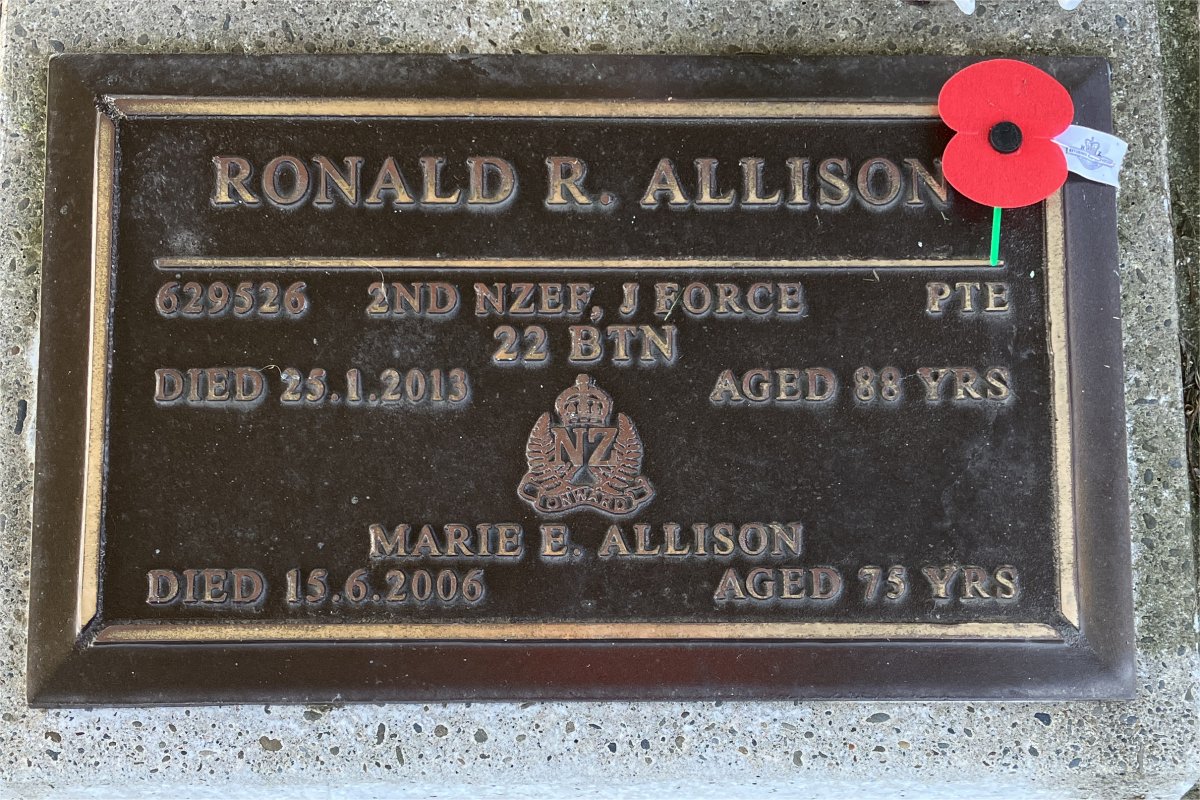 RONALD R. ALLISON
629526 2ND NZEF, J FORCE PTE
22 BTN
DIED 25.1.2013 AGED 88 YRS
NZ
ONWARD
MARIE E. ALLISON
DIED 15.6.2006 AGED 75 YRS